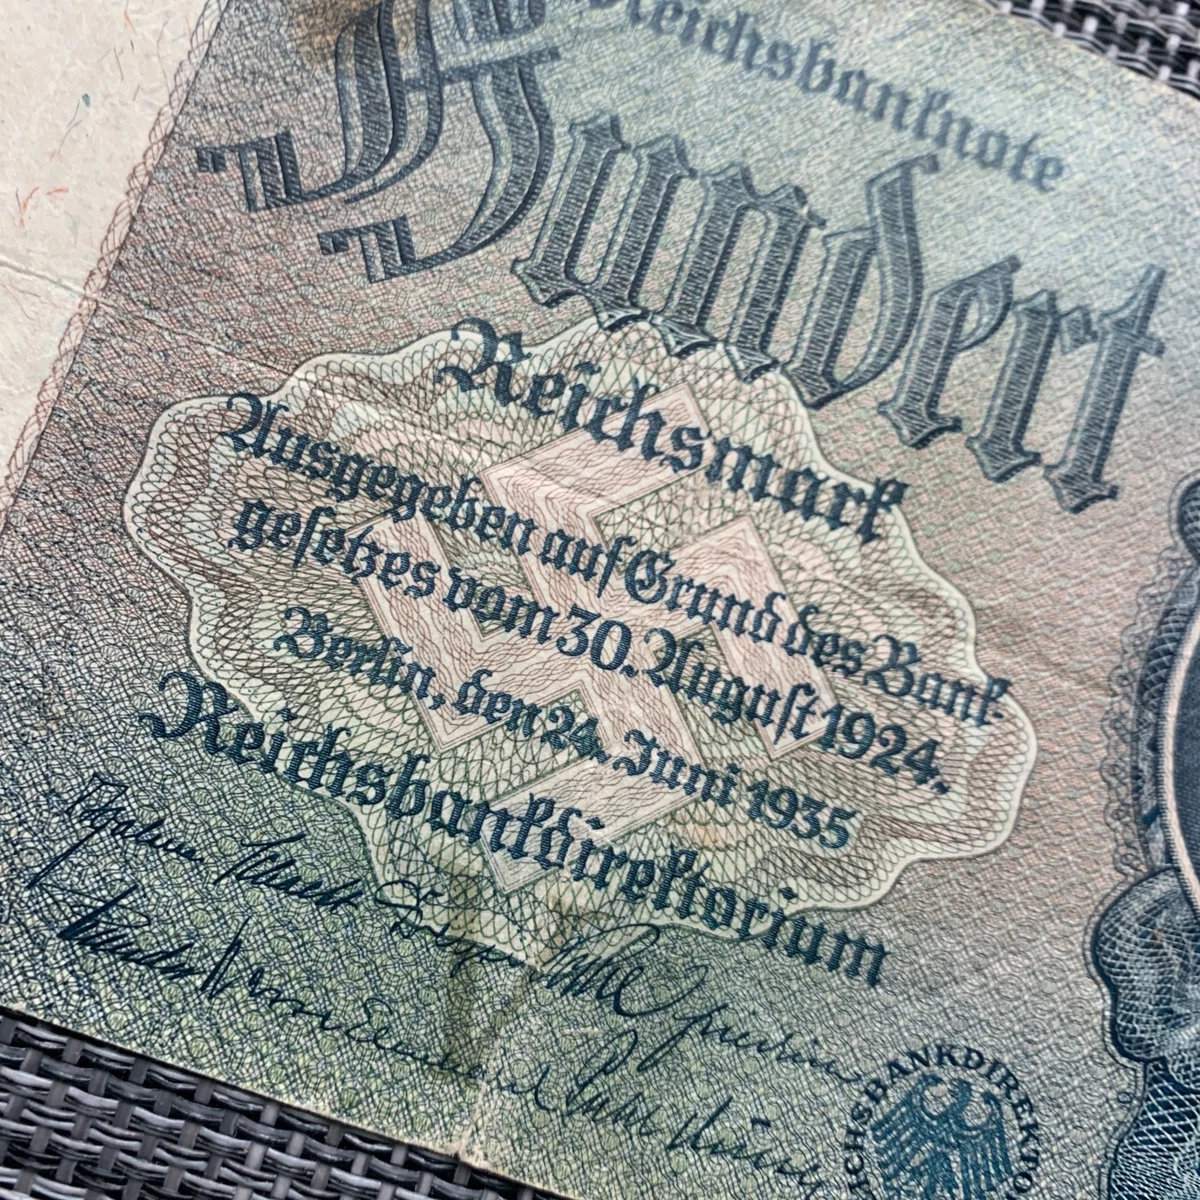 Reichsbanknote
Hundert
Reichsmark
Ausgegeben auf Grund des Bank-
gesetzes vom 30. August 1924.
Berlin, den 24. Juni 1935
Reichsbankdirektorium
CHSBANKDIREKTO